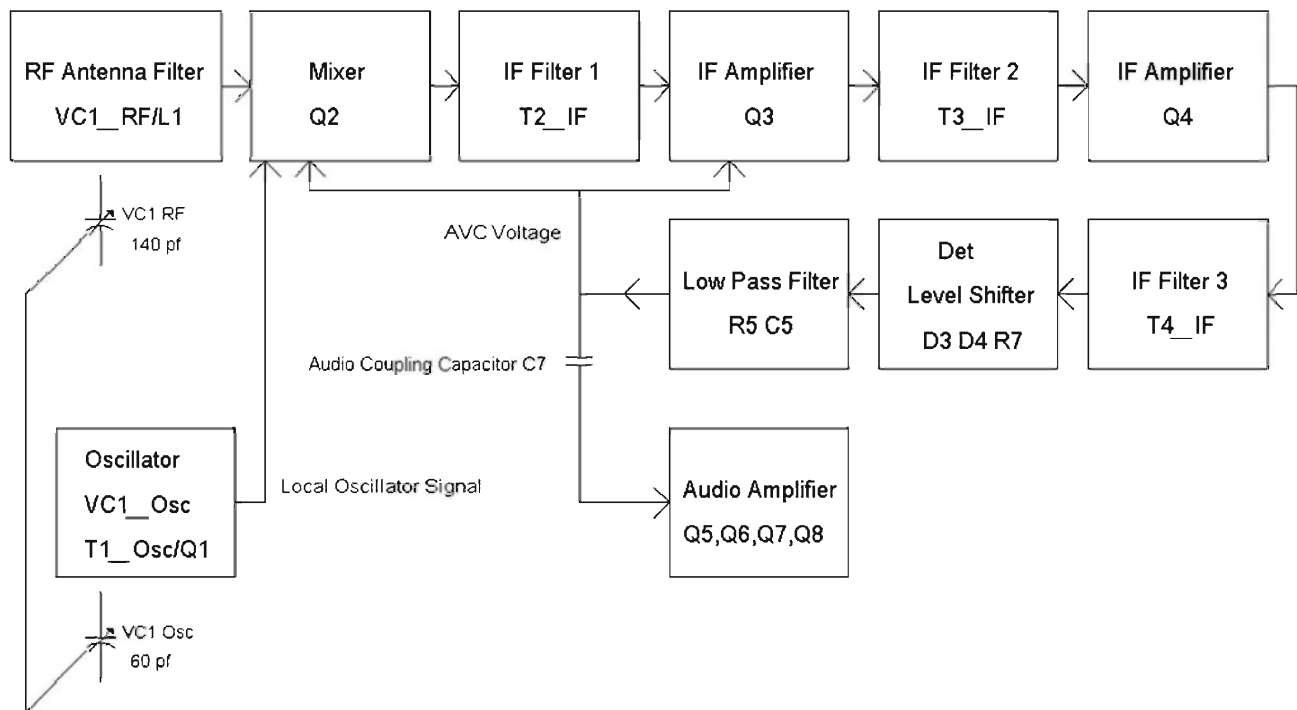 RF Antenna Filter
VC1__RF/L1
Mixer
Q2
IF Filter 1
T2__IF
IF Amplifier
Q3
IF Filter 2
T3__IF
IF Amplifier
Q4
VC1 RF
140 pf
AVC Voltage
Low Pass Filter
R5 C5
Det
Level Shifter
D3 D4 R7
IF Filter 3
T4__IF
Audio Coupling Capacitor C7
Oscillator
VC1__Osc
T1__Osc/Q1
Local Oscillator Signal
Audio Amplifier
Q5,Q6,Q7,Q8
VC1 Osc
60 pf